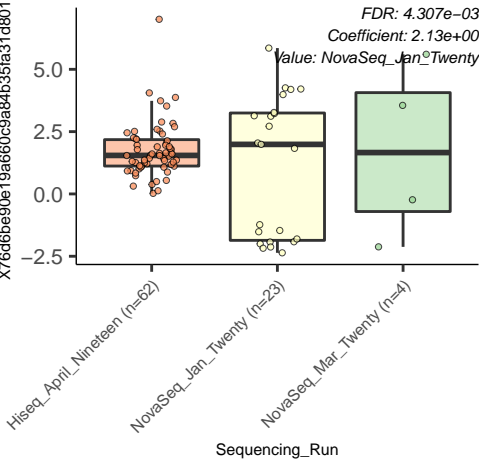 FDR: 4.307e−03
Coefficient: 2.13e+00
Value: NovaSeq_Jan_Twenty
X76d6be90e19a660c9a84b35fa31d801
5.0
2.5
0.0
−2.5
Hiseq_April_Nineteen (n=62)
NovaSeq_Jan_Twenty (n=23)
NovaSeq_Mar_Twenty (n=4)
Sequencing_Run